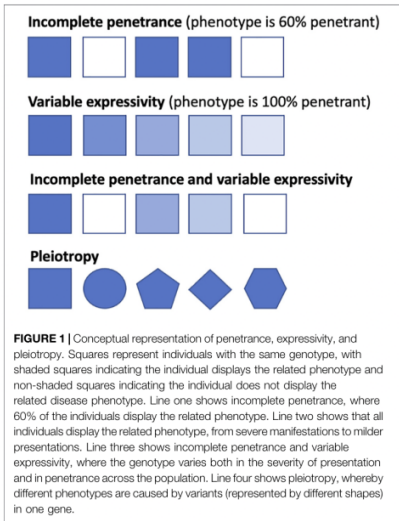 Incomplete penetrance (phenotype is 60% penetrant)
Variable expressivity (phenotype is 100% penetrant)
Incomplete penetrance and variable expressivity
Pleiotropy
FIGURE 1 | Conceptual representation of penetrance, expressivity, and
pleiotropy. Squares represent individuals with the same genotype, with
shaded squares indicating the individual displays the related phenotype and
non-shaded squares indicating the individual does not display the
related disease phenotype. Line one shows incomplete penetrance, where
60% of the individuals display the related phenotype. Line two shows that all
individuals display the related phenotype, from severe manifestations to milder
presentations. Line three shows incomplete penetrance and variable
expressivity, where the genotype varies both in the severity of presentation
and in penetrance across the population. Line four shows pleiotropy, whereby
different phenotypes are caused by variants (represented by different shapes)
in one gene.